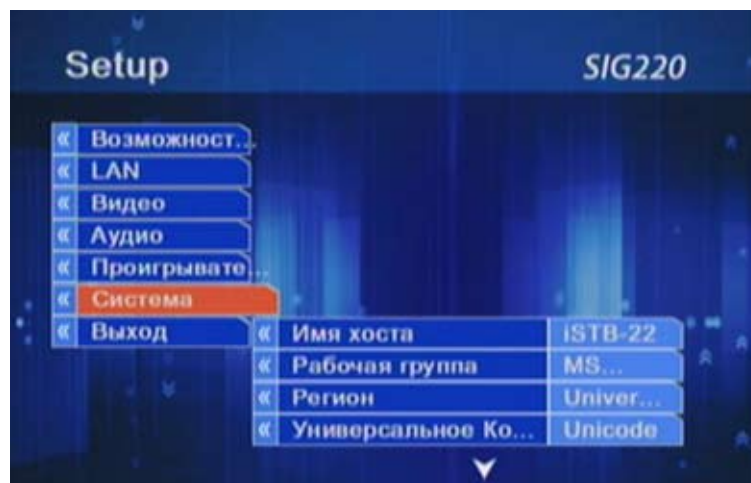 Setup
SIG220
Возможност...
LAN
Видео
Аудио
Проигрывате...
Система
Выход
Имя хоста iSTB-22
Рабочая группа MS...
Регион Univer...
Универсальное Ко... Unicode